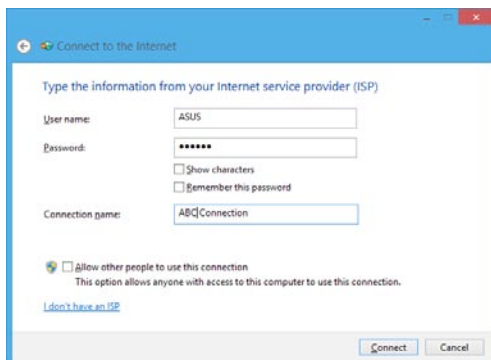 Connect to the Internet
Type the information from your Internet service provider (ISP)
User name: ASUS
Password: ••••••
Show characters
Remember this password
Connection name: ABC Connection
Allow other people to use this connection
This option allows anyone with access to this computer to use this connection.
I don't have an ISP
Connect Cancel